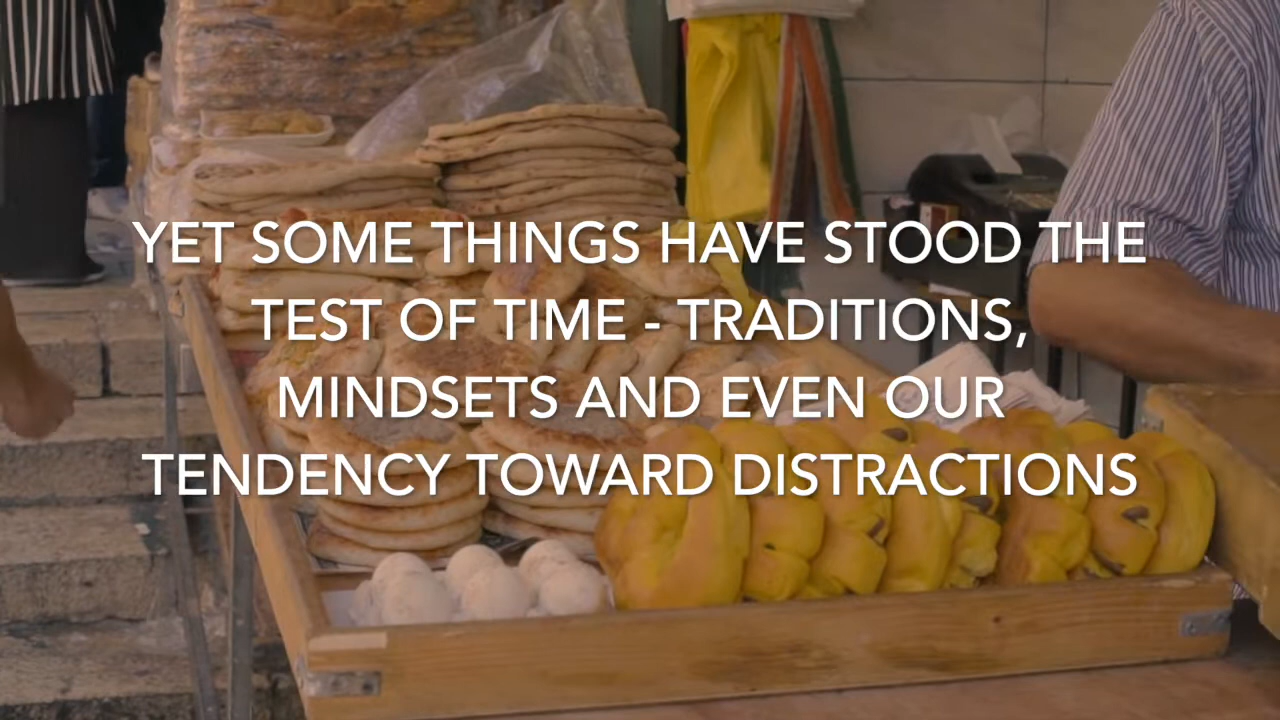 YET SOME THINGS HAVE STOOD THE
TEST OF TIME - TRADITIONS,
MINDSETS AND EVEN OUR
TENDENCY TOWARD DISTRACTIONS